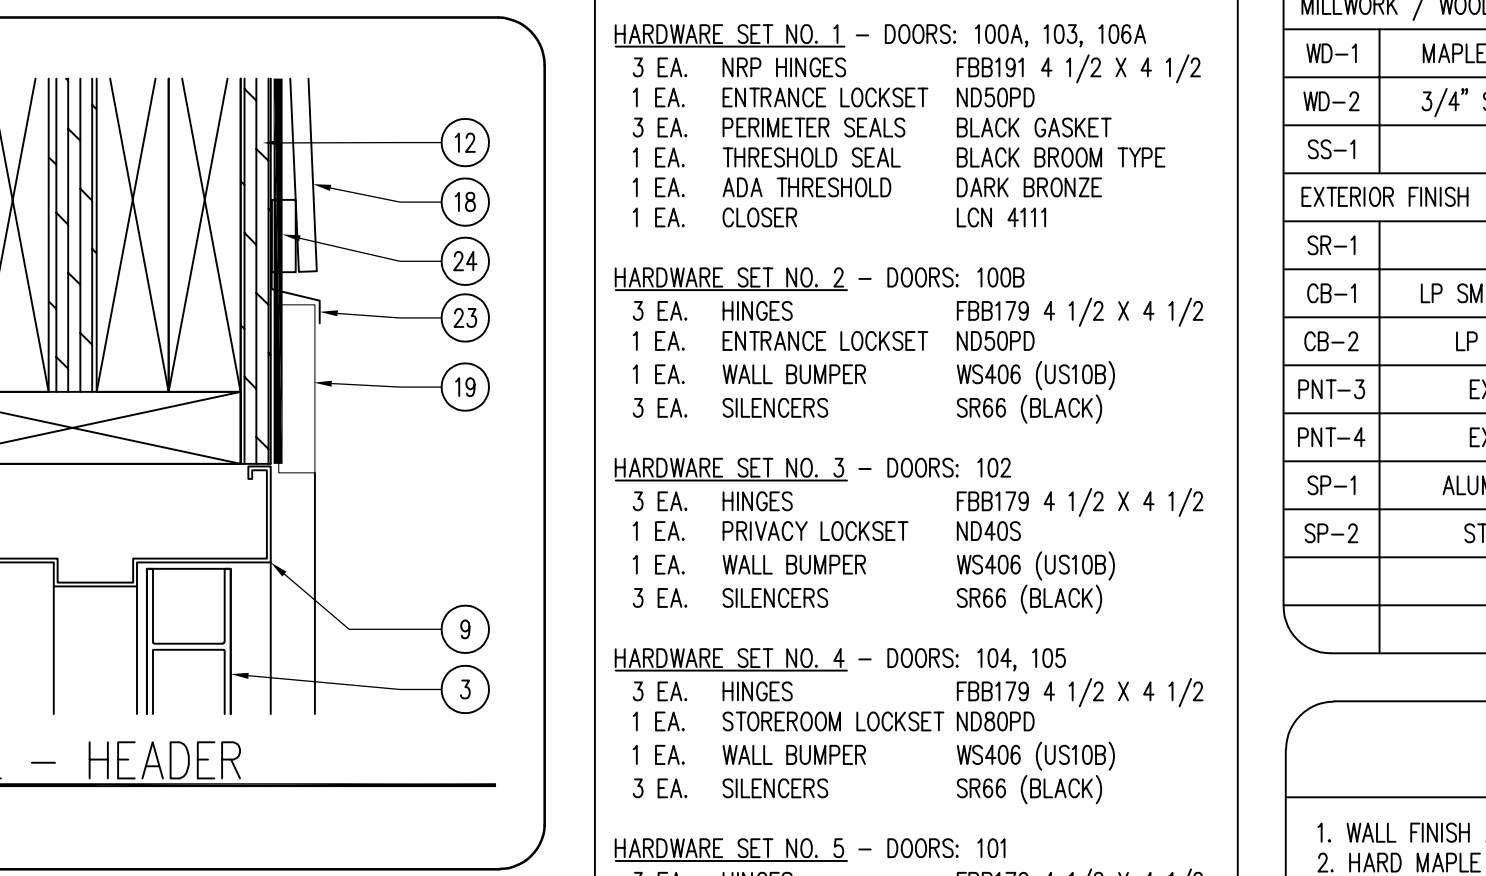 12
18
24
23
19
9
3
– HEADER
HARDWARE SET NO. 1 – DOORS: 100A, 103, 106A
3 EA. NRP HINGES FBB191 4 1/2 X 4 1/2
1 EA. ENTRANCE LOCKSET ND50PD
3 EA. PERIMETER SEALS BLACK GASKET
1 EA. THRESHOLD SEAL BLACK BROOM TYPE
1 EA. ADA THRESHOLD DARK BRONZE
1 EA. CLOSER LCN 4111
HARDWARE SET NO. 2 – DOORS: 100B
3 EA. HINGES FBB179 4 1/2 X 4 1/2
1 EA. ENTRANCE LOCKSET ND50PD
1 EA. WALL BUMPER WS406 (US10B)
3 EA. SILENCERS SR66 (BLACK)
HARDWARE SET NO. 3 – DOORS: 102
3 EA. HINGES FBB179 4 1/2 X 4 1/2
1 EA. PRIVACY LOCKSET ND40S
1 EA. WALL BUMPER WS406 (US10B)
3 EA. SILENCERS SR66 (BLACK)
HARDWARE SET NO. 4 – DOORS: 104, 105
3 EA. HINGES FBB179 4 1/2 X 4 1/2
1 EA. STOREROOM LOCKSET ND80PD
1 EA. WALL BUMPER WS406 (US10B)
3 EA. SILENCERS SR66 (BLACK)
HARDWARE SET NO. 5 – DOORS: 101
3 EA. HINGES FBB179 4 1/2 X 4 1/2
MILLWORK /
WD–1 MAPLE
WD–2 3/4"
SS–1
EXTERIOR FINISH
SR–1
CB–1 LP
CB–2 LP
PNT–3
PNT–4
SP–1
SP–2
1. WALL FINISH
2. HARD MAPLE